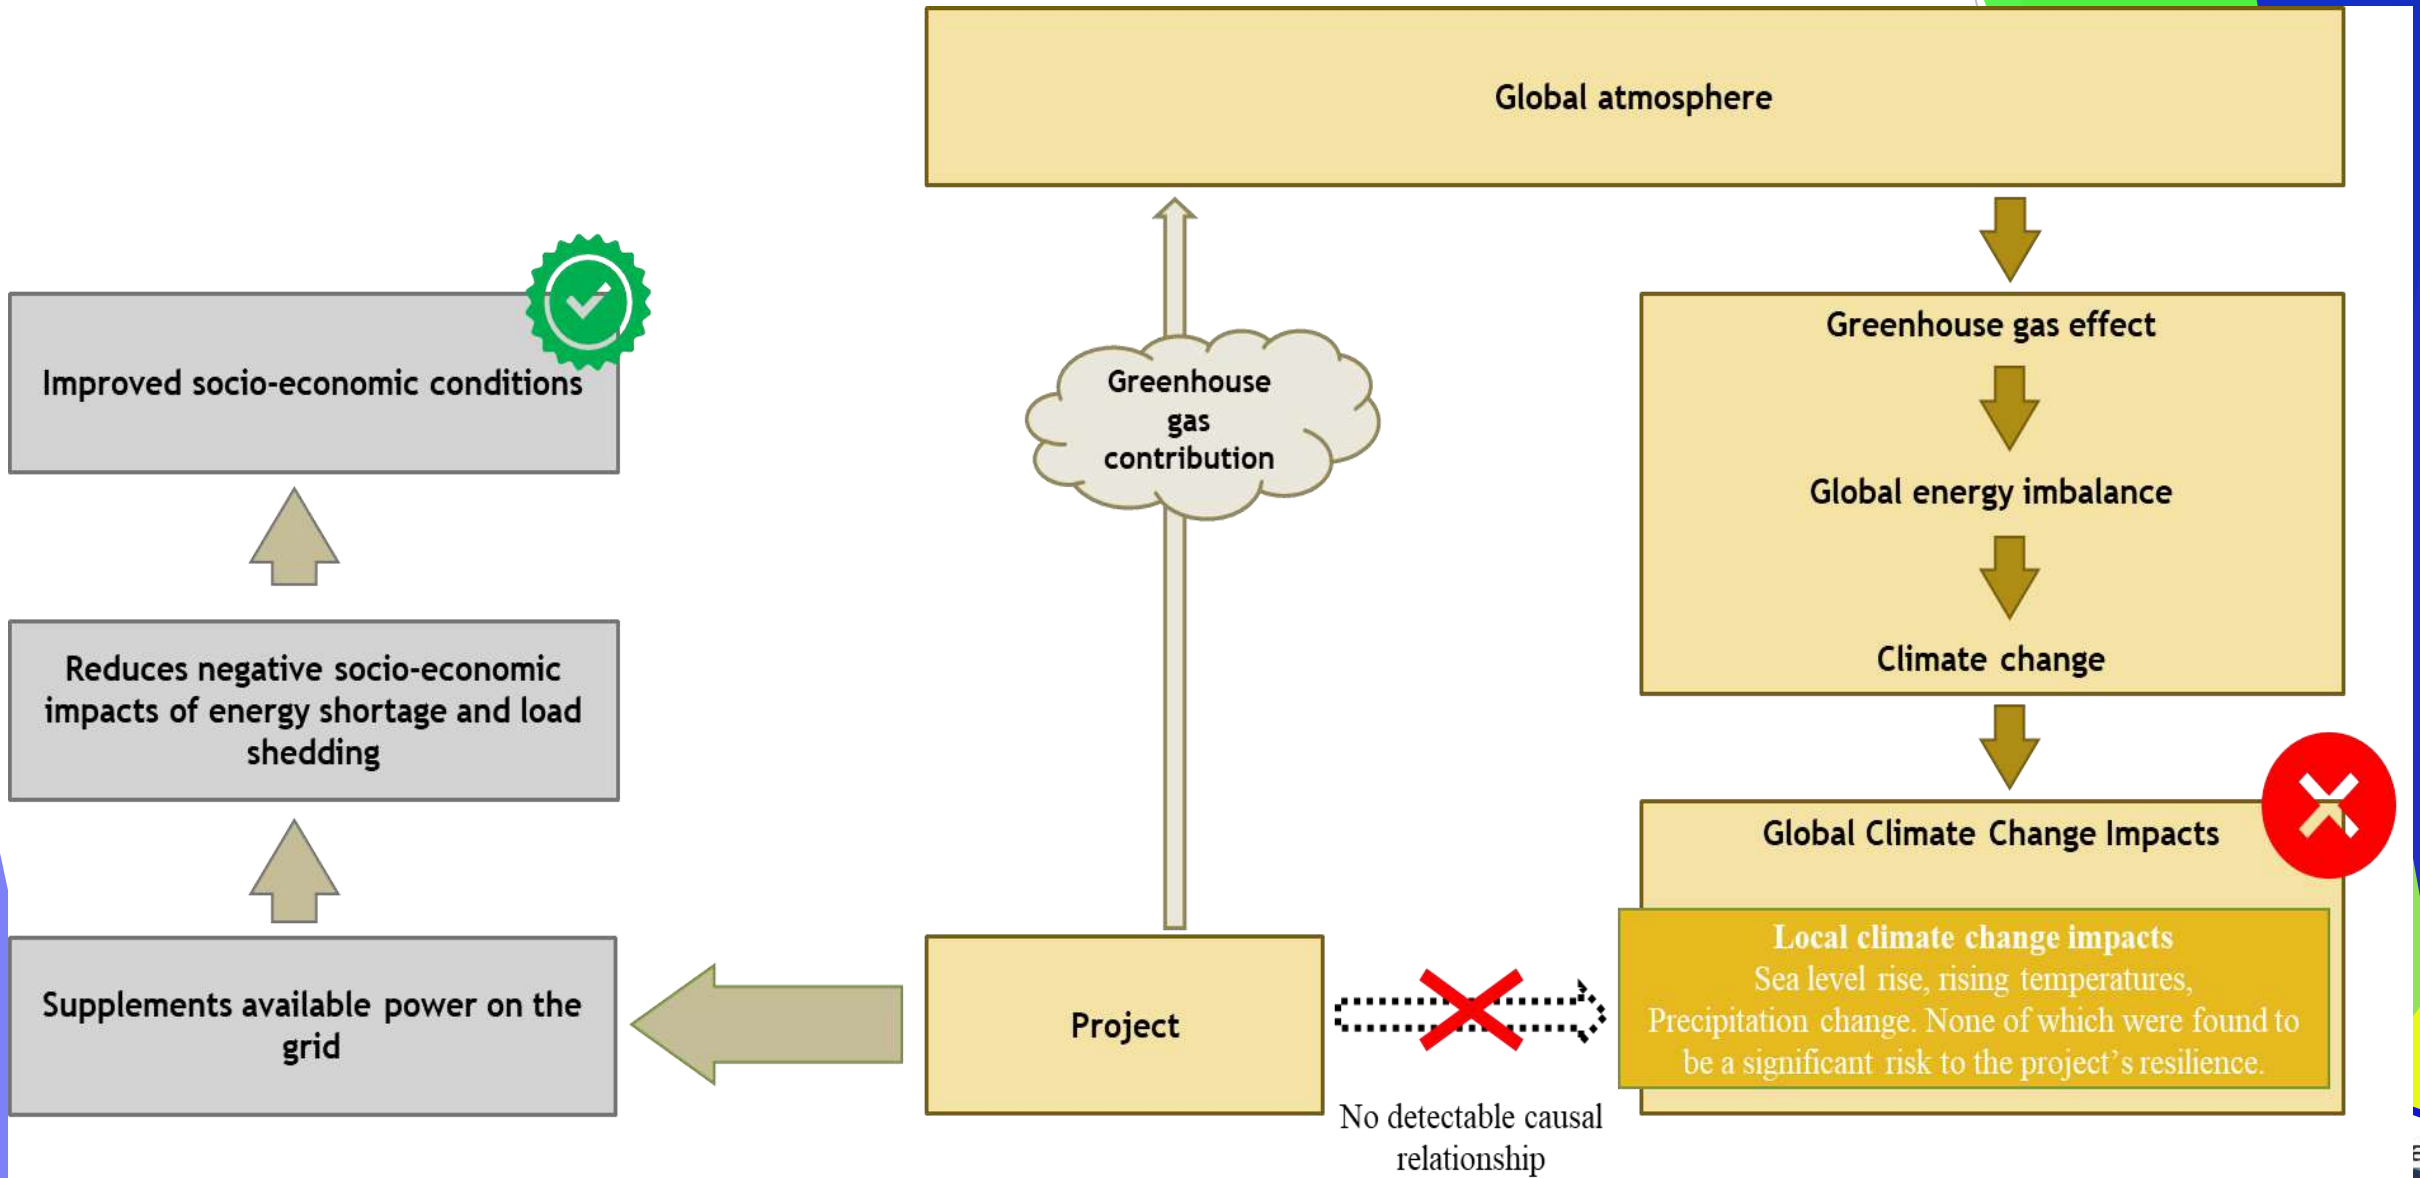 Global atmosphere
Improved socio-economic conditions
Greenhouse
gas
contribution
Greenhouse gas effect
Global energy imbalance
Climate change
Reduces negative socio-economic
impacts of energy shortage and load
shedding
Global Climate Change Impacts
Local climate change impacts
Sea level rise, rising temperatures,
Precipitation change. None of which were found to
be a significant risk to the project's resilience.
Supplements available power on the
grid
Project
No detectable causal
relationship